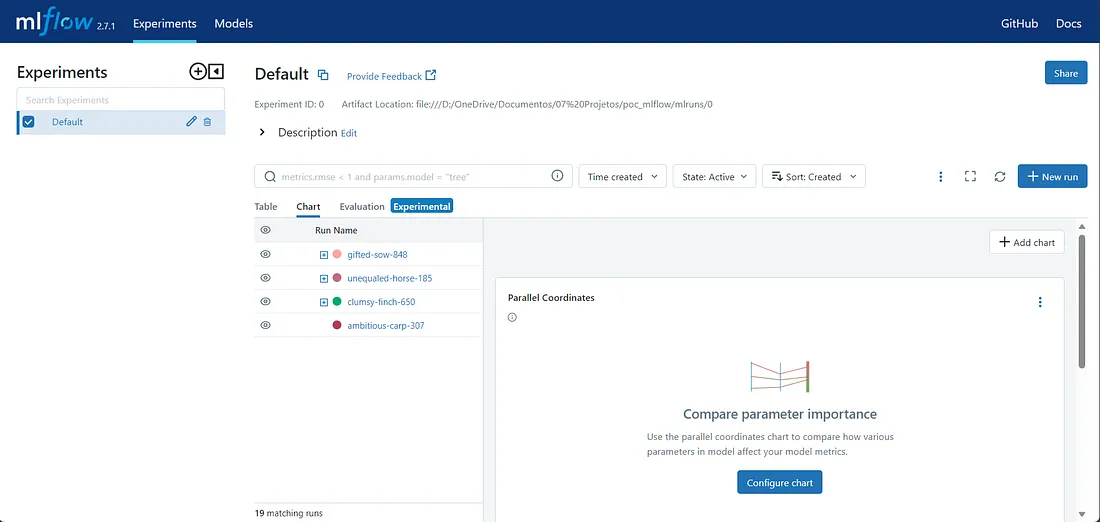 mlflow 2.7.1 Experiments Models GitHub Docs
Experiments
Search Experiments
Default
Default Provide Feedback Share
Experiment ID: 0 Artifact Location: file:///D:/OneDrive/Documentos/07%20Projetos/poc_mlflow/mlruns/0
Description Edit
metrics.rmse < 1 and params.model = "tree" Time created State: Active Sort: Created New run
Table Chart Evaluation Experimental
Run Name
gifted-sow-848
unequaled-horse-185
clumsy-finch-650
ambitious-carp-307
19 matching runs
Add chart
Parallel Coordinates
Compare parameter importance
Use the parallel coordinates chart to compare how various
parameters in model affect your model metrics.
Configure chart